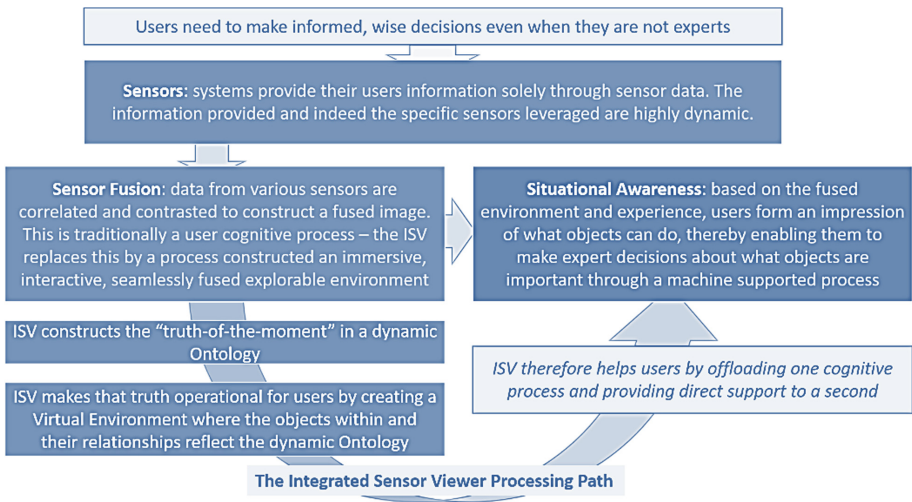 Users need to make informed, wise decisions even when they are not experts
Sensors: systems provide their users information solely through sensor data. The
information provided and indeed the specific sensors leveraged are highly dynamic.
Sensor Fusion: data from various sensors are
correlated and contrasted to construct a fused image.
This is traditionally a user cognitive process – the ISV
replaces this by a process constructed an immersive,
interactive, seamlessly fused explorable environment
Situational Awareness: based on the fused
environment and experience, users form an impression
of what objects can do, thereby enabling them to
make expert decisions about what objects are
important through a machine supported process
ISV constructs the “truth-of-the-moment” in a dynamic
Ontology
ISV makes that truth operational for users by creating a
Virtual Environment where the objects within and
their relationships reflect the dynamic Ontology
ISV therefore helps users by offloading one cognitive
process and providing direct support to a second
The Integrated Sensor Viewer Processing Path